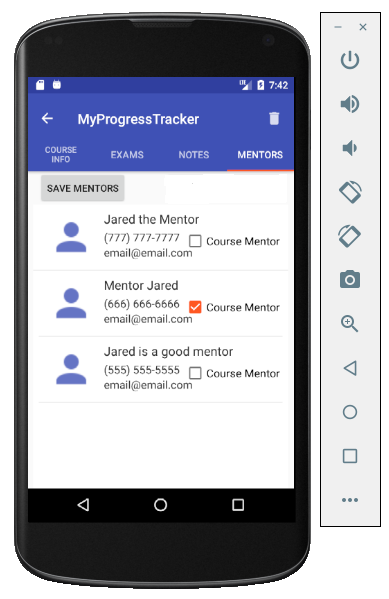 7:42
MyProgressTracker
COURSE INFO
EXAMS
NOTES
MENTORS
SAVE MENTORS
Jared the Mentor
(777) 777-7777
Course Mentor
email@email.com
Mentor Jared
(666) 666-6666
Course Mentor
email@email.com
Jared is a good mentor
(555) 555-5555
Course Mentor
email@email.com